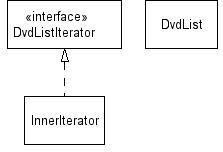 «interface»
DvdListIterator
DvdList
InnerIterator